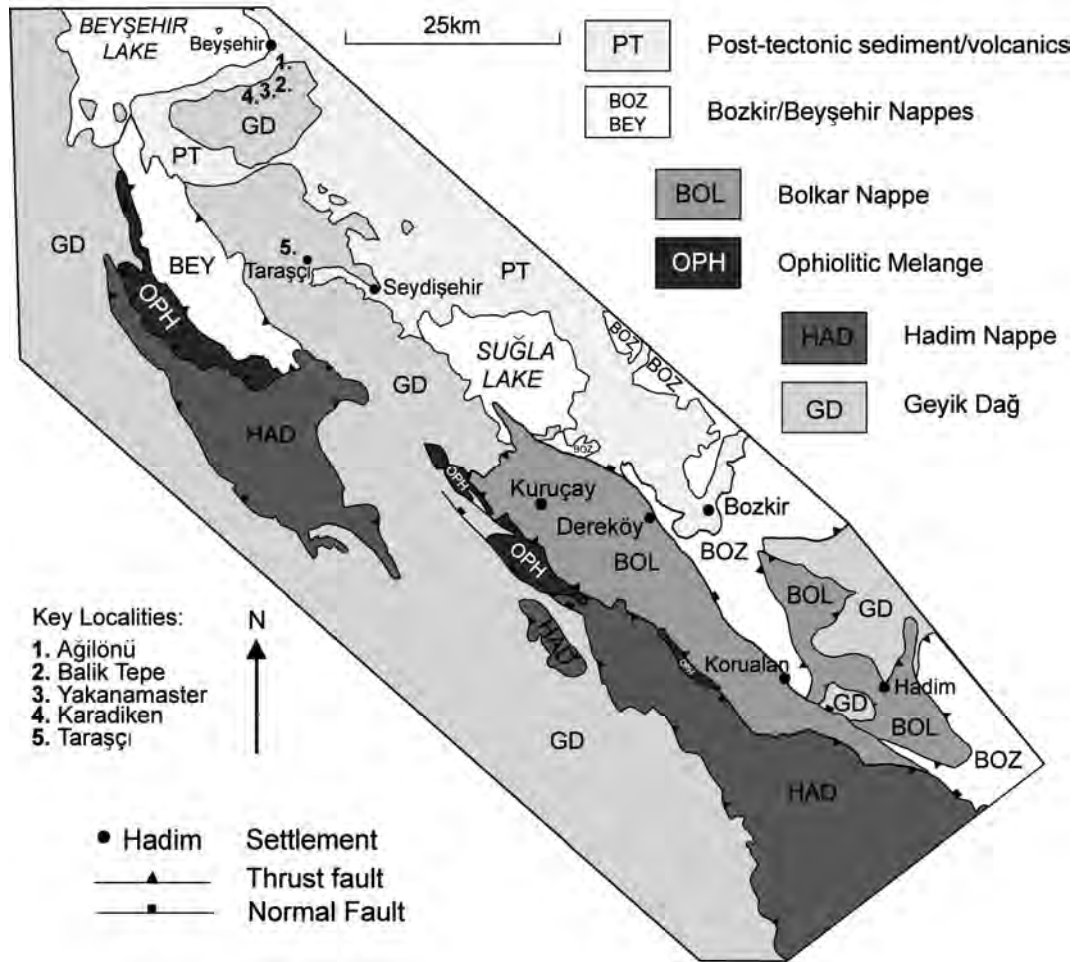 BEYŞEHIR
LAKE
Beyşehir
25km
1.
2.
3.
4.
GD
PT
GD
BEY
OPH
5.
Taraşçı
Seydişehir
PT
SUĞLA
LAKE
GD
HAD
BOZ
BOZ
BOZ
OPH
Kuruçay
Dereköy
Bozkir
BOZ
OPH
BOL
BOL
GD
HAD
OPH
Korualan
Hadim
GD
BOL
GD
BOZ
HAD
PT
Post-tectonic sediment/volcanics
BOZ
BEY
Bozkir/Beyşehir Nappes
BOL
Bolkar Nappe
OPH
Ophiolitic Melange
HAD
Hadim Nappe
GD
Geyik Dağ
Key Localities:
1. Ağilönü
2. Balik Tepe
3. Yakanamaster
4. Karadiken
5. Taraşçı
N
Hadim Settlement
Thrust fault
Normal Fault